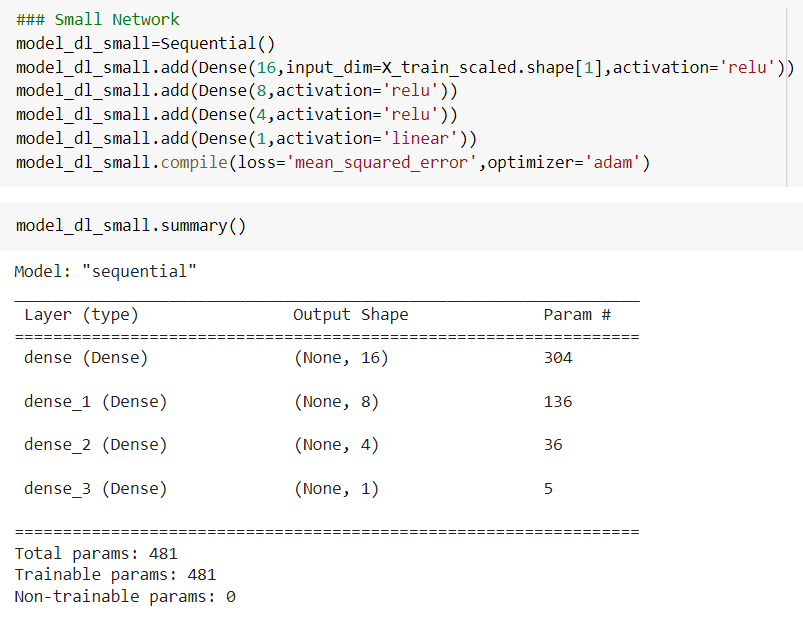 ### Small Network
model_dl_small=Sequential()
model_dl_small.add(Dense(16,input_dim=X_train_scaled.shape[1],activation='relu'))
model_dl_small.add(Dense(8,activation='relu'))
model_dl_small.add(Dense(4,activation='relu'))
model_dl_small.add(Dense(1,activation='linear'))
model_dl_small.compile(loss='mean_squared_error',optimizer='adam')
model_dl_small.summary()
Model: "sequential"
_________________________________________________________________
Layer (type) Output Shape Param #
=================================================================
dense (Dense) (None, 16) 304
dense_1 (Dense) (None, 8) 136
dense_2 (Dense) (None, 4) 36
dense_3 (Dense) (None, 1) 5
=================================================================
Total params: 481
Trainable params: 481
Non-trainable params: 0